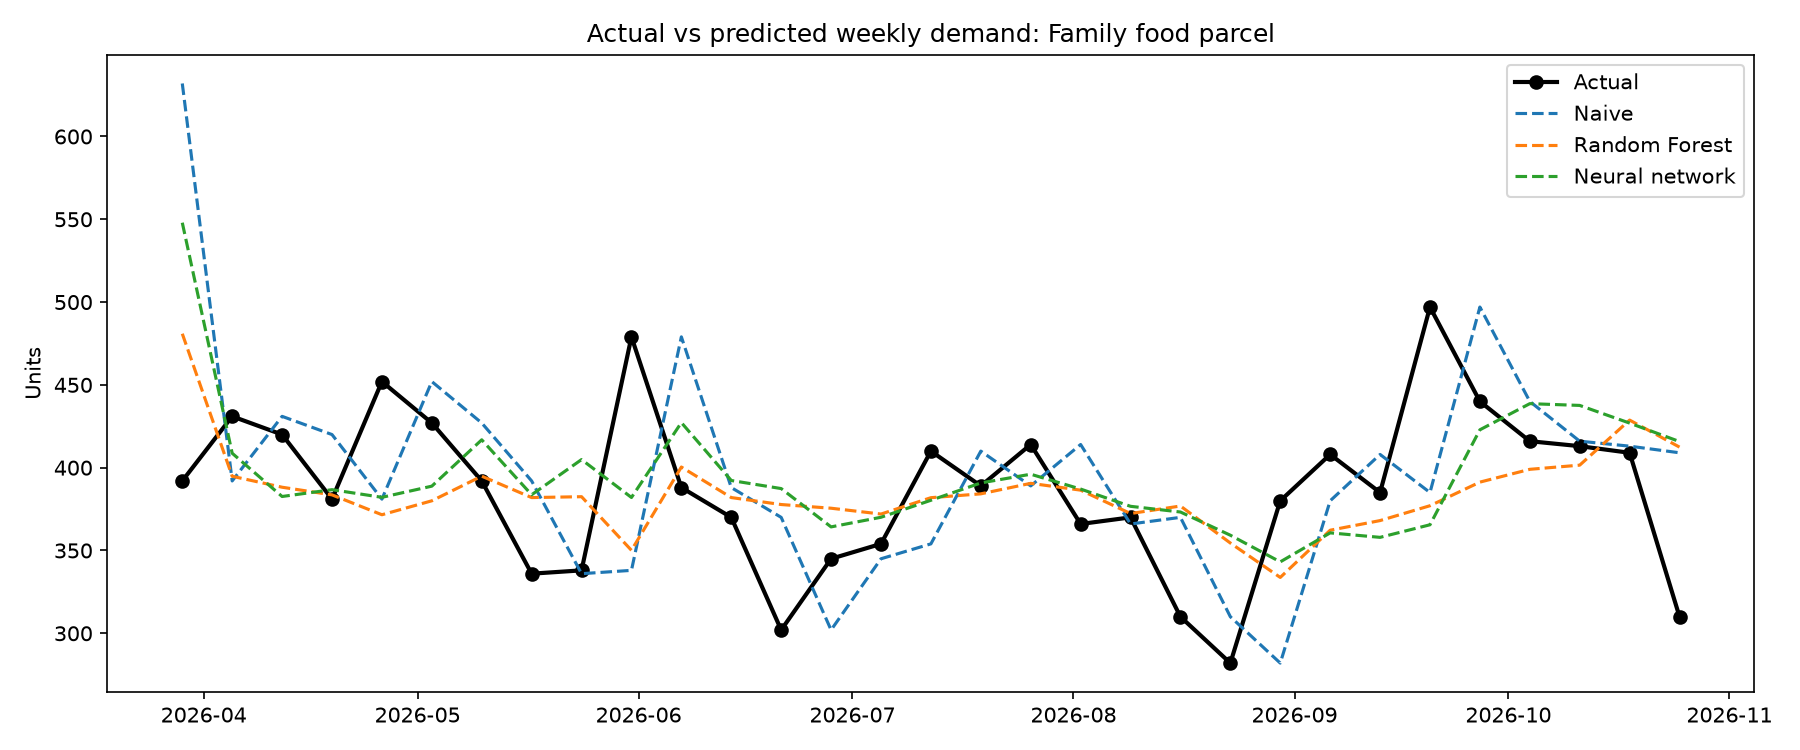 Actual vs predicted weekly demand: Family food parcel
Actual
Naive
Random Forest
Neural network
Units
600
550
500
450
400
350
300
2026-04 2026-05 2026-06 2026-07 2026-08 2026-09 2026-10 2026-11